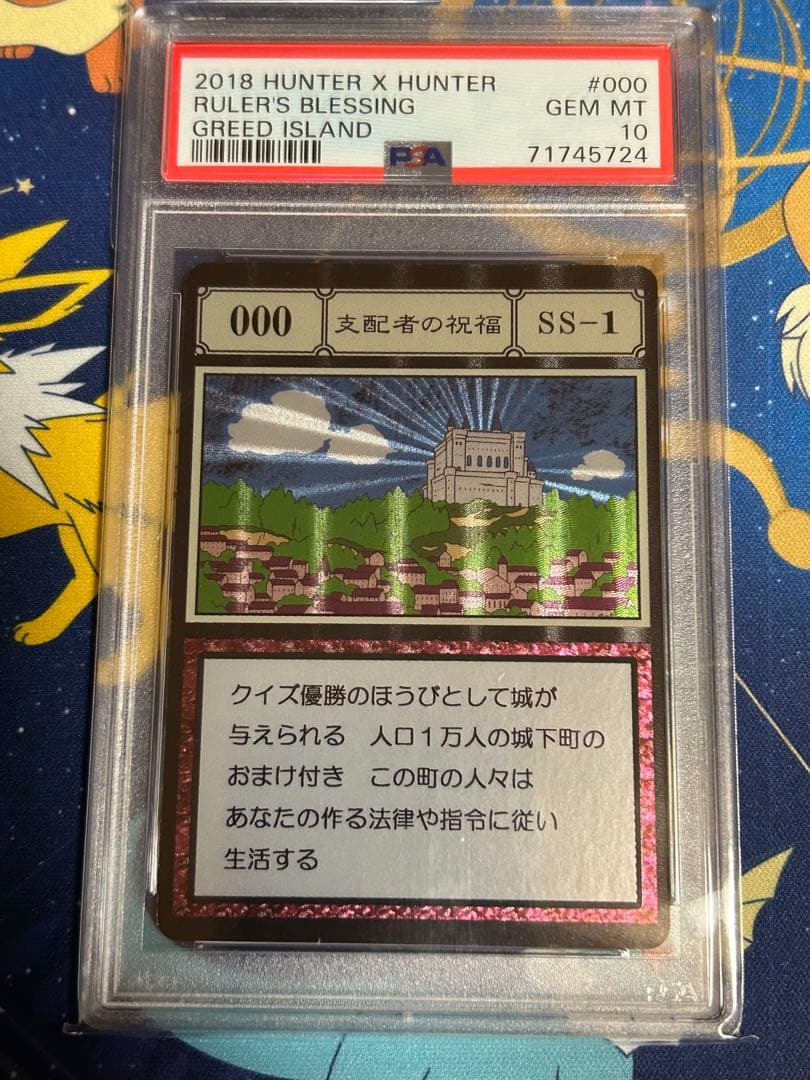 2018 HUNTER X HUNTER #000
RULER'S BLESSING GEM MT
GREED ISLAND 10
PSA 71745724
000 支配者の祝福 SS-1
クイズ優勝のほうびとして城が
与えられる 人口1万人の城下町の
おまけ付き この町の人々は
あなたの作る法律や指令に従い
生活する